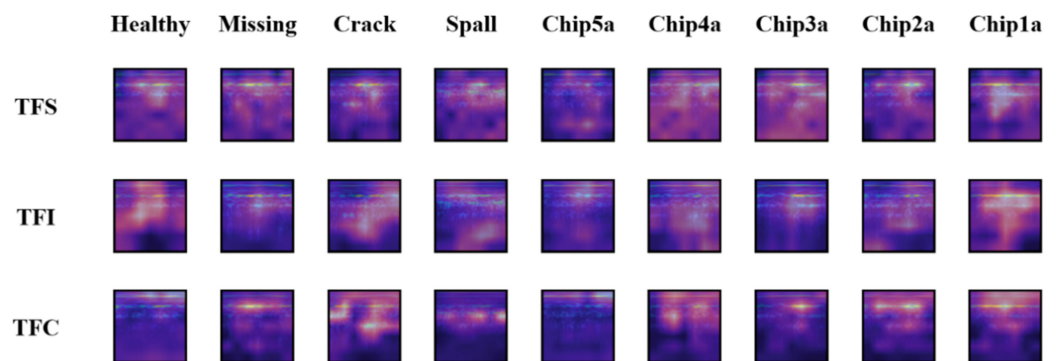 Healthy Missing Crack Spall Chip5a Chip4a Chip3a Chip2a Chip1a
TFS
TFI
TFC